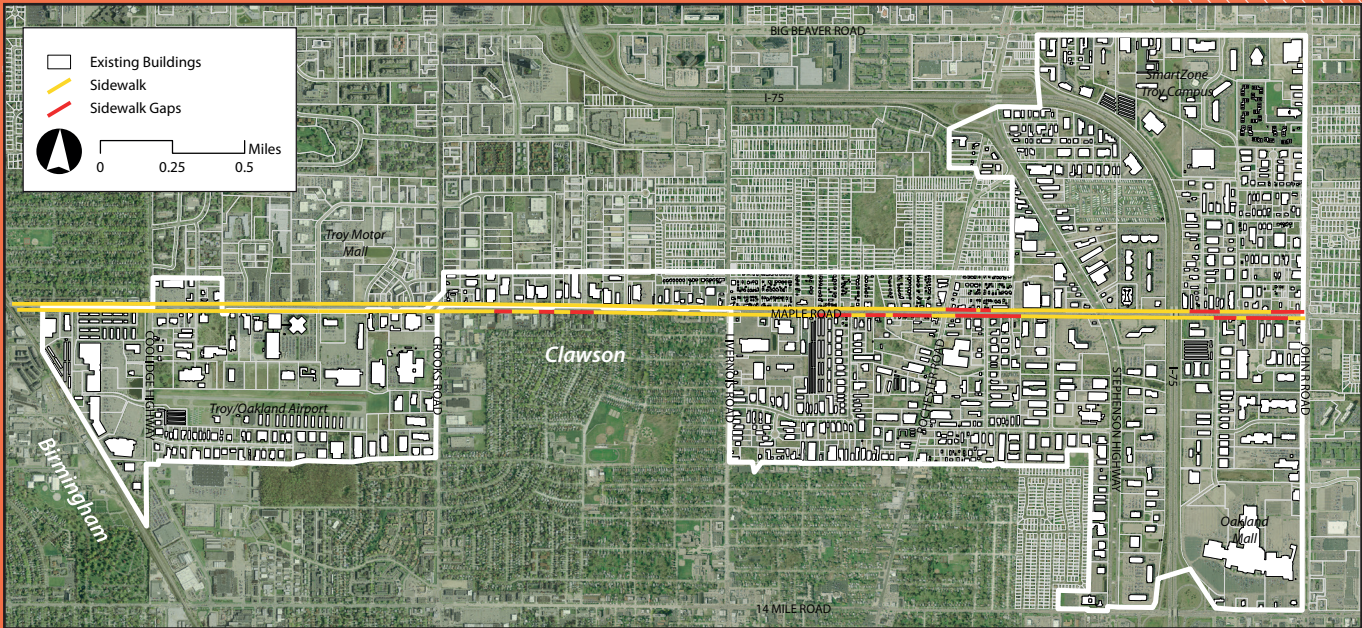 Existing Buildings
Sidewalk
Sidewalk Gaps
Miles
0 0.25 0.5
BIG BEAVER ROAD
I-75
SmartZone
Troy Campus
Troy Motor
Mall
MAPLE ROAD
COOLIDGE HIGHWAY
CROOKS ROAD
Clawson
LIVERNOIS ROAD
ROCHESTER ROAD
STEPHENSON HIGHWAY
I-75
JOHN R ROAD
Troy/Oakland Airport
Birmingham
Oakland
Mall
14 MILE ROAD